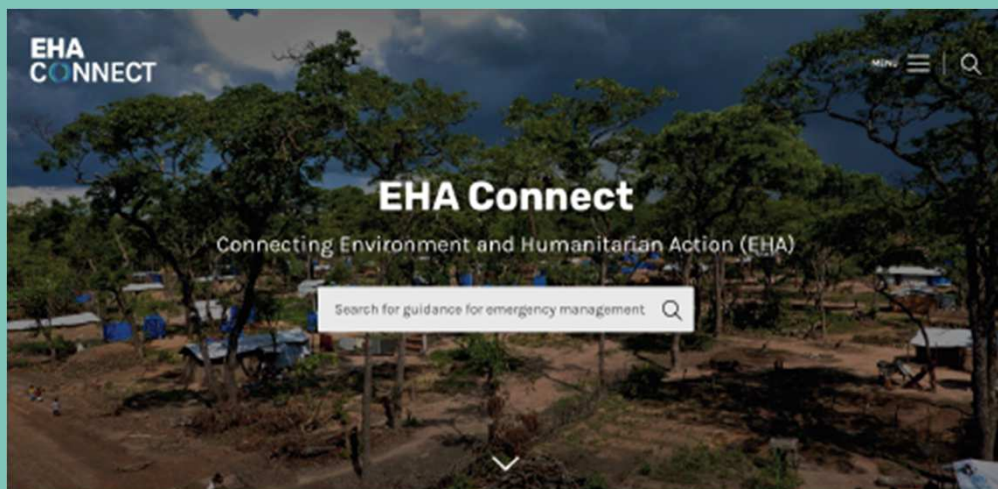 EHA
CONNECT
MENU
EHA Connect
Connecting Environment and Humanitarian Action (EHA)
Search for guidance for emergency management